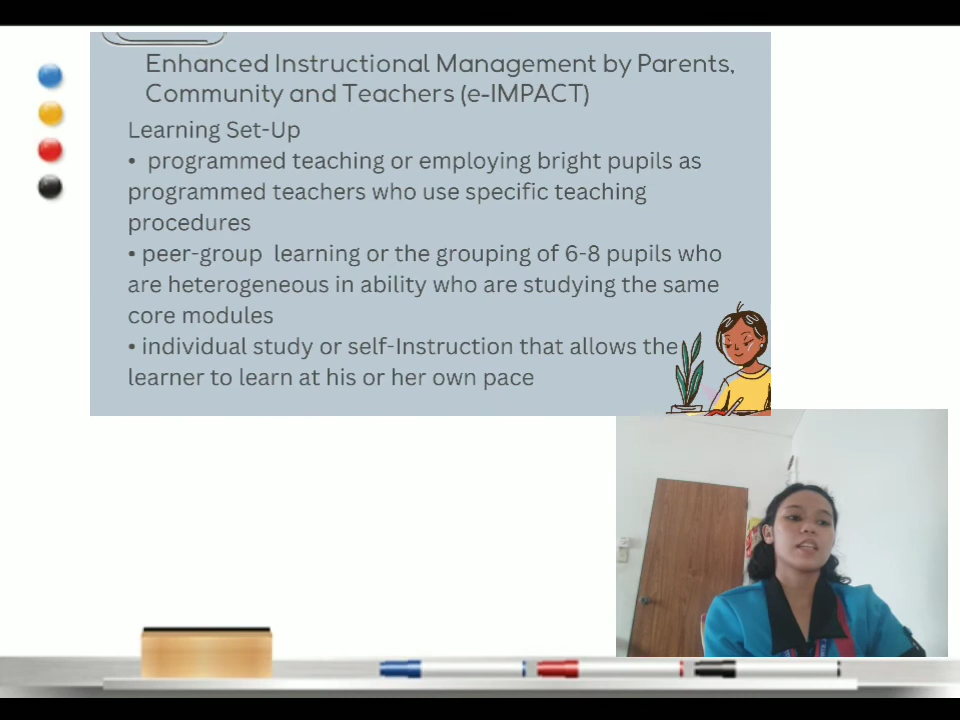 Enhanced Instructional Management by Parents,
Community and Teachers (e-IMPACT)
Learning Set-Up
•  programmed teaching or employing bright pupils as
programmed teachers who use specific teaching
procedures
• peer-group  learning or the grouping of 6-8 pupils who
are heterogeneous in ability who are studying the same
core modules
• individual study or self-Instruction that allows the
learner to learn at his or her own pace